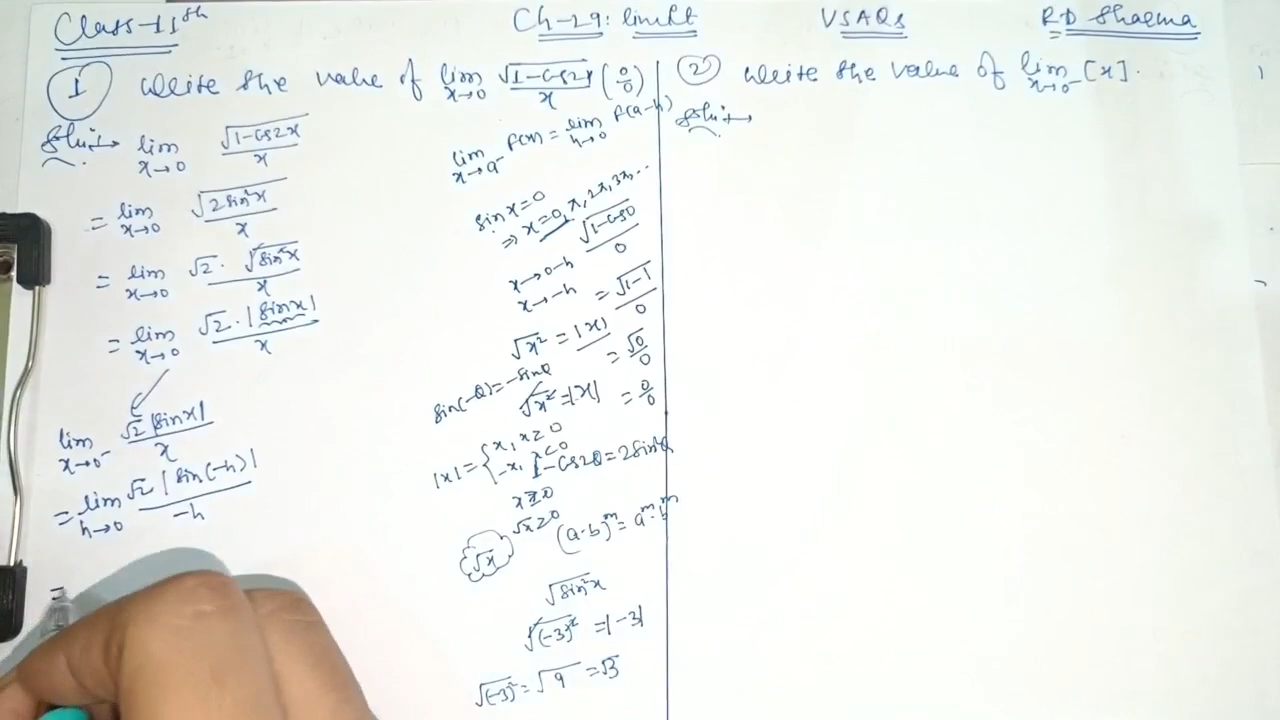 Class-11th
Ch-29: limit
VSAQs
RD Sharma
1 Write the value of lim x→0 √1-cos2x / x (0/0)
Soln:→ lim x→0 √1-cos2x / x
= lim x→0 √2sin²x / x
= lim x→0 √2 · √sin²x / x
= lim x→0 √2 · |sinx| / x
lim x→0⁻ √2 |sinx| / x
= lim h→0 √2 |sin(-h)| / -h
=
lim x→a⁻ f(x) = lim h→0 f(a-h)
sinx=0
⇒ x=0, π, 2π, 3π, ...
√1-cos0 / 0
x→0-h
x→-h
= √1-1 / 0
√x² = |x|
= √0 / 0
sin(-θ)=-sinθ
√x² = |x|
= 0/0
|x| = { x, x≥0
-x, x<0
1-cos2θ=2sin²θ
x≥0
√x≥0
√x
(a·b)^m = a^m·b^m
√sin²x
√(-3)² = |-3|
√(-3)² = √9 = √3
2 Write the value of lim x→0⁻ [x].
Soln:→